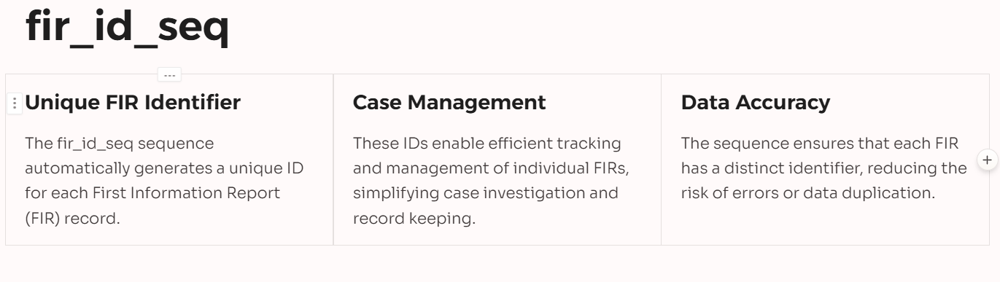 fir_id_seq
Unique FIR Identifier
The fir_id_seq sequence
automatically generates a unique ID
for each First Information Report
(FIR) record.
Case Management
These IDs enable efficient tracking
and management of individual FIRs,
simplifying case investigation and
record keeping.
Data Accuracy
The sequence ensures that each FIR
has a distinct identifier, reducing the
risk of errors or data duplication.